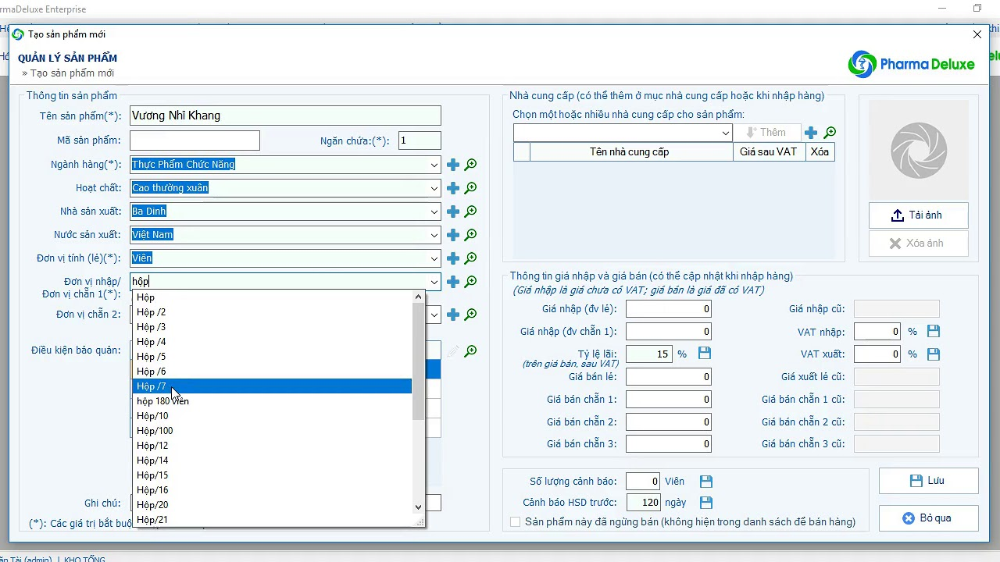 rmaDeluxe Enterprise
Tạo sản phẩm mới
QUẢN LÝ SẢN PHẨM
» Tạo sản phẩm mới
Pharma Deluxe
Thông tin sản phẩm
Tên sản phẩm(*): Vương Nhĩ Khang
Mã sản phẩm:
Ngăn chứa:(*): 1
Ngành hàng(*): Thực Phẩm Chức Năng
Hoạt chất: Cao thường xuân
Nhà sản xuất: Ba Dinh
Nước sản xuất: Việt Nam
Đơn vị tính (lẻ)(*): Viên
Đơn vị nhập/ hộp
Đơn vị chẵn 1(*):
Đơn vị chẵn 2:
Điều kiện bảo quản:
Hộp
Hộp /2
Hộp /3
Hộp /4
Hộp /5
Hộp /6
Hộp /7
hộp 180 viên
Hộp/10
Hộp/100
Hộp/12
Hộp/14
Hộp/15
Hộp/16
Hộp/20
Hộp/21
Ghi chú:
(*): Các giá trị bắt buộ
Nhà cung cấp (có thể thêm ở mục nhà cung cấp hoặc khi nhập hàng)
Chọn một hoặc nhiều nhà cung cấp cho sản phẩm:
Thêm
Tên nhà cung cấp Giá sau VAT Xóa
Tải ảnh
Xóa ảnh
Thông tin giá nhập và giá bán (có thể cập nhật khi nhập hàng)
(Giá nhập là giá chưa có VAT; giá bán là giá đã có VAT)
Giá nhập (đv lẻ): 0 Giá nhập cũ:
Giá nhập (đv chẵn 1): 0 VAT nhập: 0 %
Tỷ lệ lãi: 15 % VAT xuất: 0 %
(trên giá bán, sau VAT)
Giá bán lẻ: 0 Giá xuất lẻ cũ:
Giá bán chẵn 1: 0 Giá bán chẵn 1 cũ:
Giá bán chẵn 2: 0 Giá bán chẵn 2 cũ:
Giá bán chẵn 3: 0 Giá bán chẵn 3 cũ:
Số lượng cảnh báo: 0 Viên
Cảnh báo HSD trước: 120 ngày
Sản phẩm này đã ngừng bán (không hiện trong danh sách để bán hàng)
Lưu
Bỏ qua
ăn Tài (admin) | KHO TỔNG